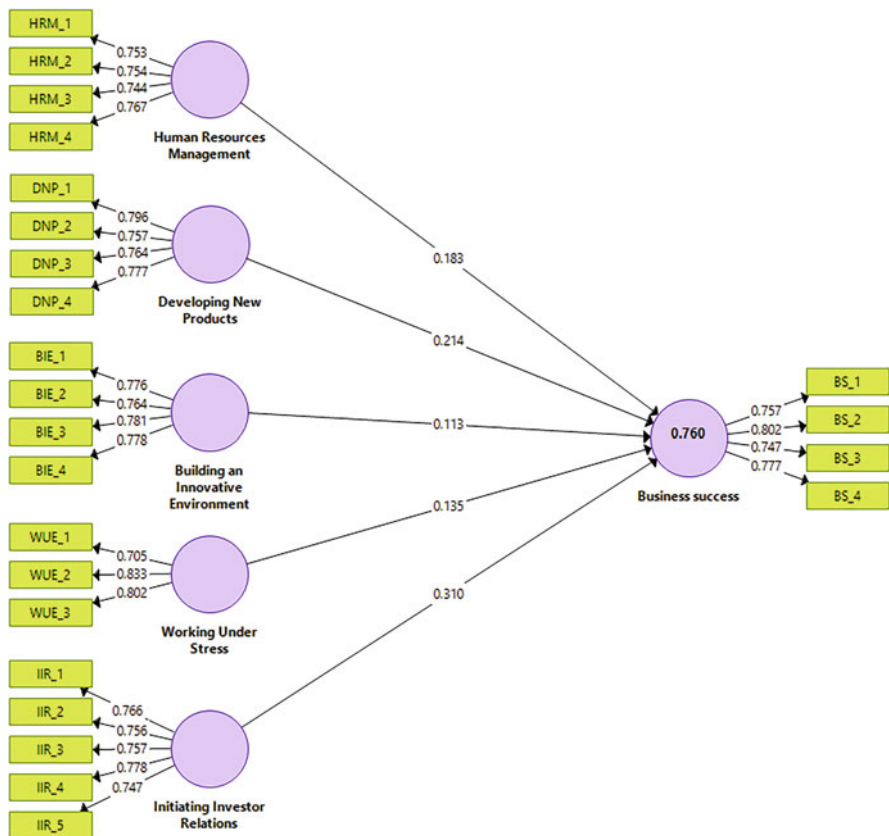 HRM_1
HRM_2
HRM_3
HRM_4
0.753
0.754
0.744
0.767
Human Resources
Management
DNP_1
DNP_2
DNP_3
DNP_4
0.796
0.757
0.764
0.777
Developing New
Products
BIE_1
BIE_2
BIE_3
BIE_4
0.776
0.764
0.781
0.778
Building an
Innovative
Environment
WUE_1
WUE_2
WUE_3
0.705
0.833
0.802
Working Under
Stress
IIR_1
IIR_2
IIR_3
IIR_4
IIR_5
0.766
0.756
0.757
0.778
0.747
Initiating Investor
Relations
0.183
0.214
0.113
0.135
0.310
0.760
Business success
0.757
0.802
0.747
0.777
BS_1
BS_2
BS_3
BS_4